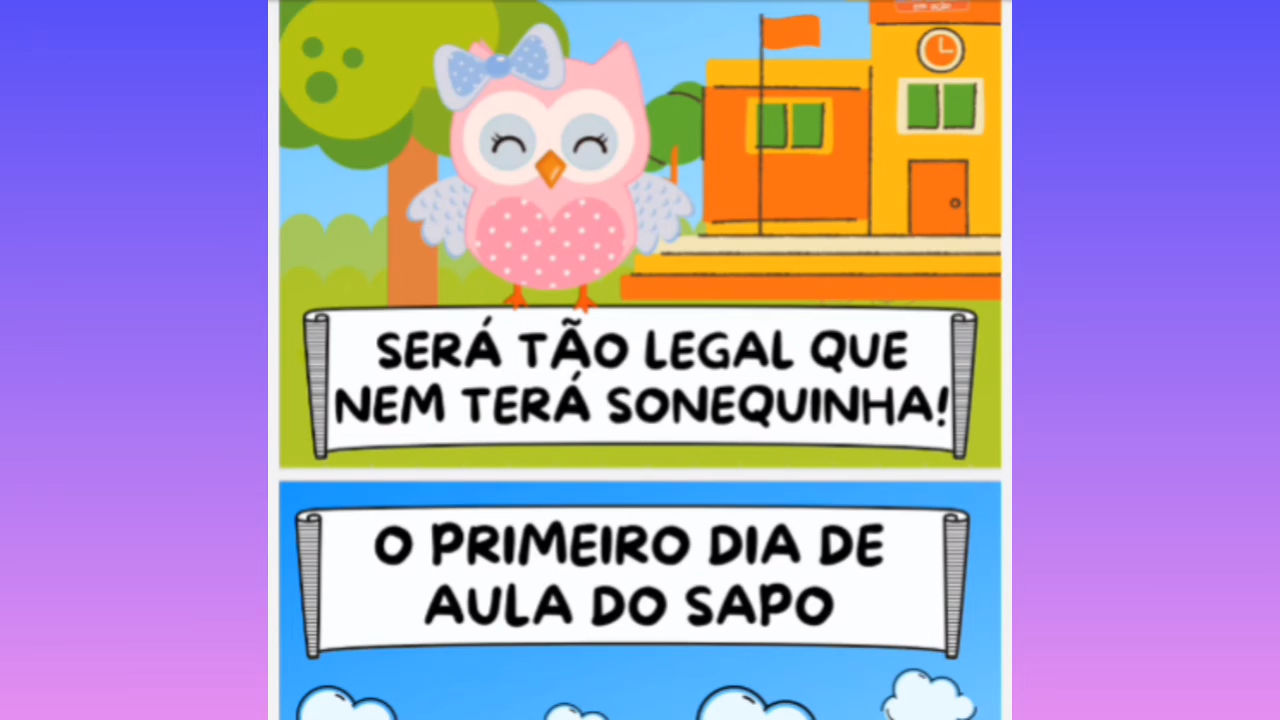 SERÁ TÃO LEGAL QUE
NEM TERÁ SONEQUINHA!
O PRIMEIRO DIA DE
AULA DO SAPO